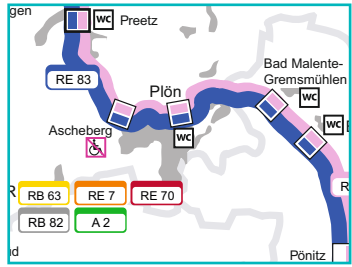 gen
WC
Preetz
RE 83
Plön
Bad Malente-
Gremsmühlen
WC
WC
Ascheberg
WC
R
RB 63
RE 7
RE 70
R
RB 82
A 2
d
Pönitz